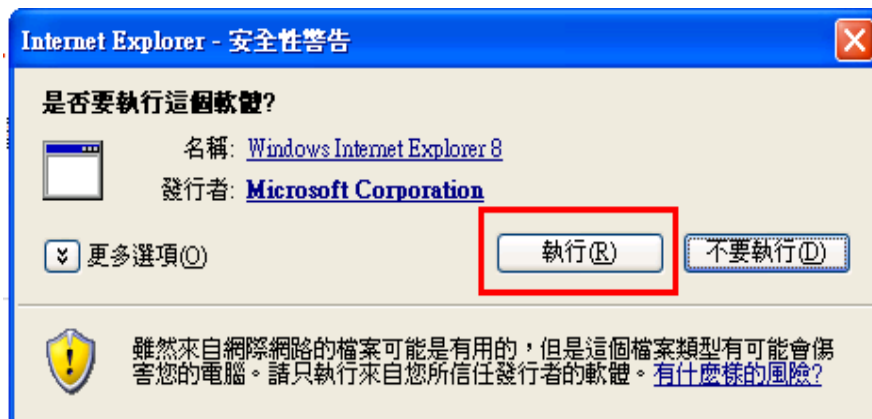 Internet Explorer - 安全性警告
是否要執行這個軟體?
名稱: Windows Internet Explorer 8
發行者: Microsoft Corporation
更多選項(O) 執行(R) 不要執行(D)
雖然來自網際網路的檔案可能是有用的，但是這個檔案類型有可能會傷
害您的電腦。請只執行來自您所信任發行者的軟體。有什麼樣的風險?